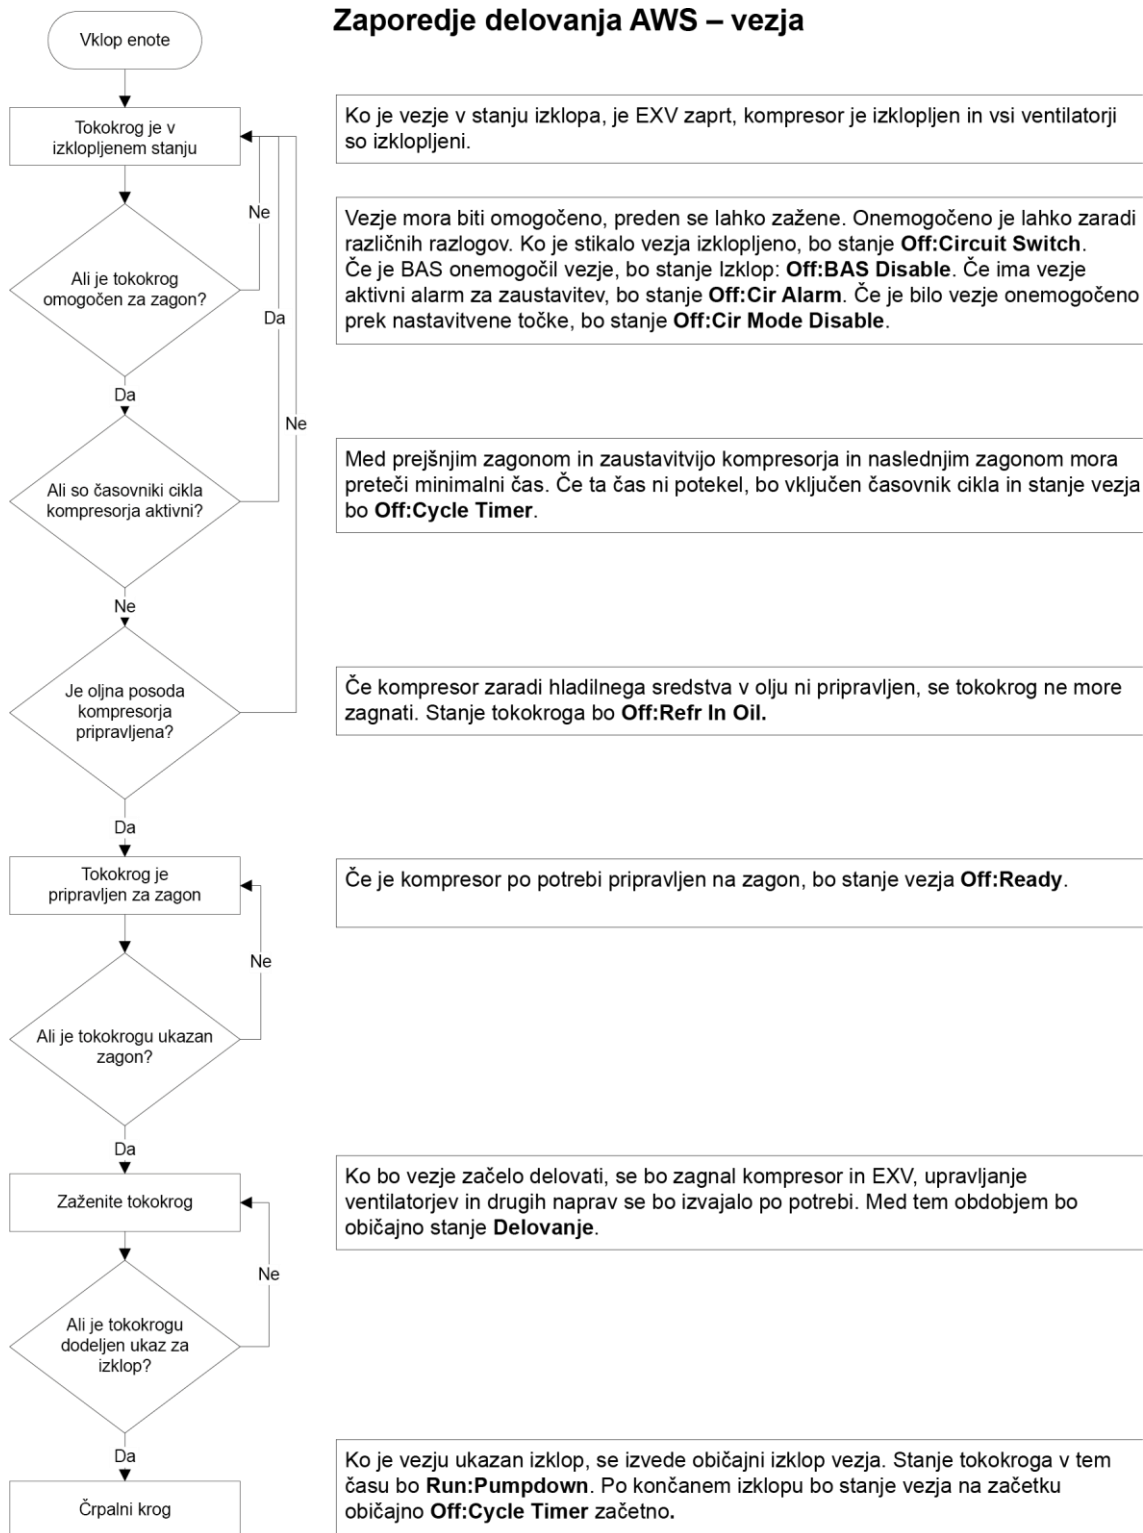 Zaporedje delovanja AWS – vezja
Vklop enote
Tokokrog je v
izklopljenem stanju
Ko je vezje v stanju izklopa, je EXV zaprt, kompresor je izklopljen in vsi ventilatorji
so izklopljeni.
Ne
Ali je tokokrog
omogočen za zagon?
Vezje mora biti omogočeno, preden se lahko zažene. Onemogočeno je lahko zaradi
različnih razlogov. Ko je stikalo vezja izklopljeno, bo stanje Off:Circuit Switch.
Če je BAS onemogočil vezje, bo stanje Izklop: Off:BAS Disable. Če ima vezje
aktivni alarm za zaustavitev, bo stanje Off:Cir Alarm. Če je bilo vezje onemogočeno
prek nastavitvene točke, bo stanje Off:Cir Mode Disable.
Da
Da
Ne
Ali so časovniki cikla
kompresorja aktivni?
Med prejšnjim zagonom in zaustavitvijo kompresorja in naslednjim zagonom mora
preteči minimalni čas. Če ta čas ni potekel, bo vključen časovnik cikla in stanje vezja
bo Off:Cycle Timer.
Ne
Je oljna posoda
kompresorja
pripravljena?
Če kompresor zaradi hladilnega sredstva v olju ni pripravljen, se tokokrog ne more
zagnati. Stanje tokokroga bo Off:Refr In Oil.
Da
Tokokrog je
pripravljen za zagon
Če je kompresor po potrebi pripravljen na zagon, bo stanje vezja Off:Ready.
Ne
Ali je tokokrogu ukazan
zagon?
Da
Zaženite tokokrog
Ko bo vezje začelo delovati, se bo zagnal kompresor in EXV, upravljanje
ventilatorjev in drugih naprav se bo izvajalo po potrebi. Med tem obdobjem bo
običajno stanje Delovanje.
Ne
Ali je tokokrogu
dodeljen ukaz za
izklop?
Da
Črpalni krog
Ko je vezju ukazan izklop, se izvede običajni izklop vezja. Stanje tokokroga v tem
času bo Run:Pumpdown. Po končanem izklopu bo stanje vezja na začetku
običajno Off:Cycle Timer začetno.